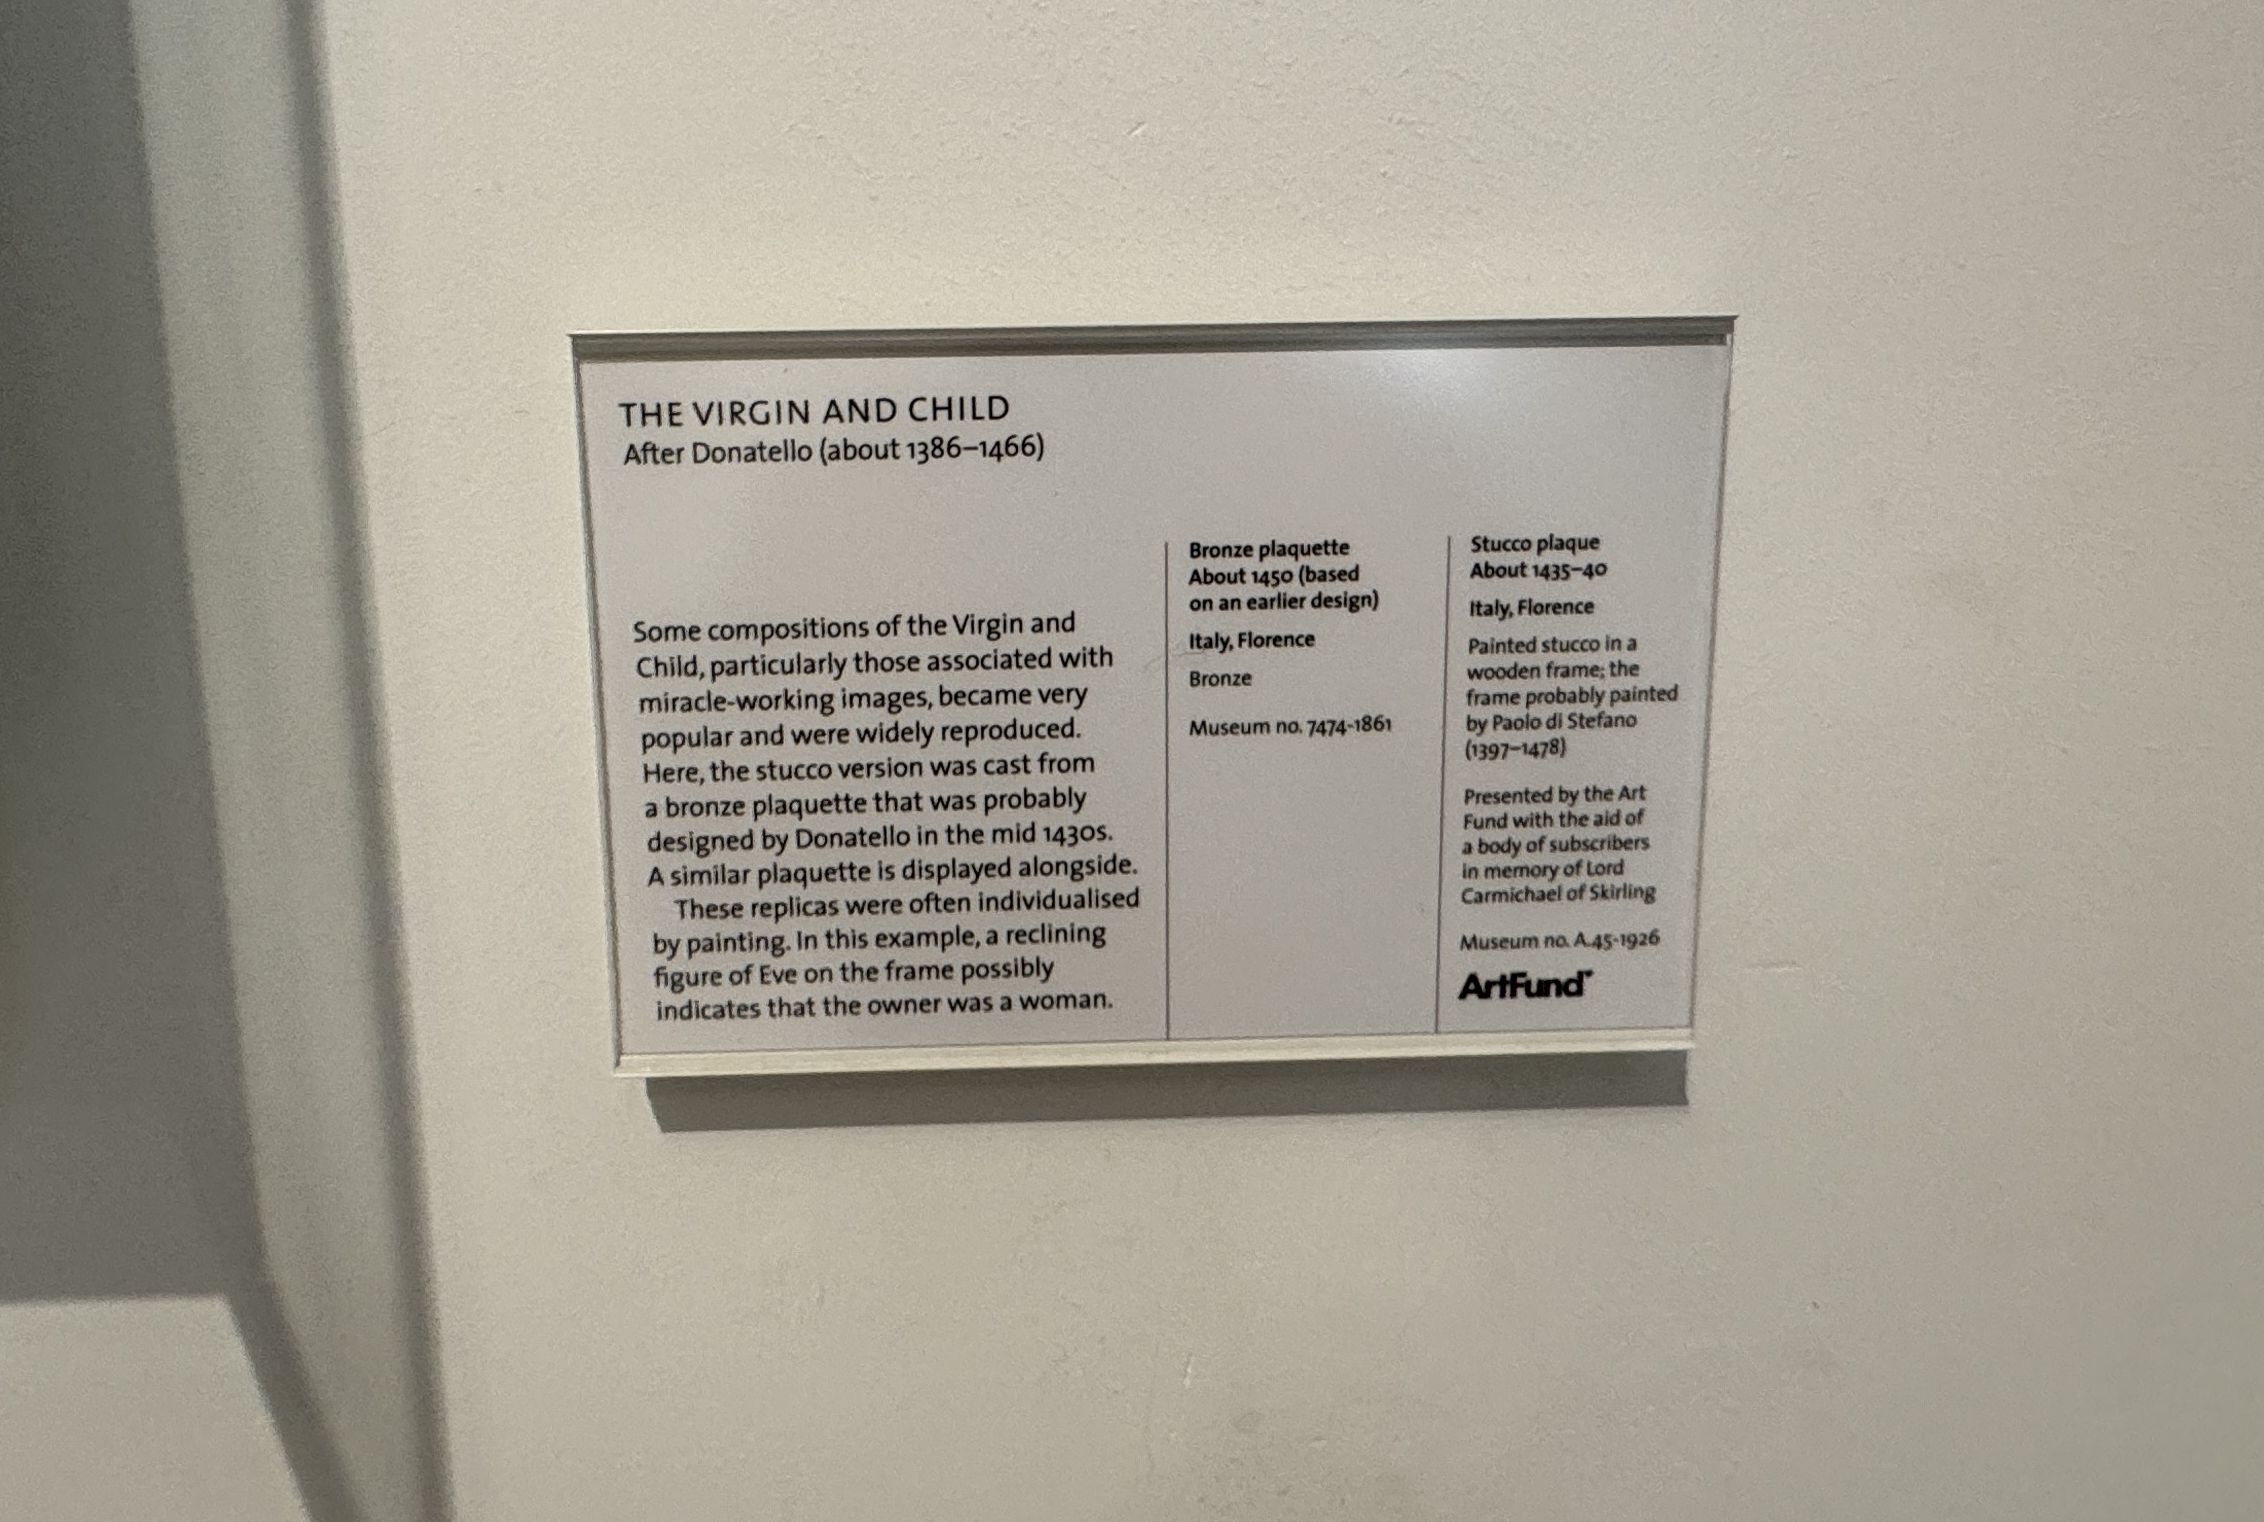 THE VIRGIN AND CHILD
After Donatello (about 1386–1466)
Some compositions of the Virgin and
Child, particularly those associated with
miracle-working images, became very
popular and were widely reproduced.
Here, the stucco version was cast from
a bronze plaquette that was probably
designed by Donatello in the mid 1430s.
A similar plaquette is displayed alongside.
These replicas were often individualised
by painting. In this example, a reclining
figure of Eve on the frame possibly
indicates that the owner was a woman.
Bronze plaquette
About 1450 (based
on an earlier design)
Italy, Florence
Bronze
Museum no. 7474-1861
Stucco plaque
About 1435–40
Italy, Florence
Painted stucco in a
wooden frame; the
frame probably painted
by Paolo di Stefano
(1397–1478)
Presented by the Art
Fund with the aid of
a body of subscribers
in memory of Lord
Carmichael of Skirling
Museum no. A.45-1926
ArtFund